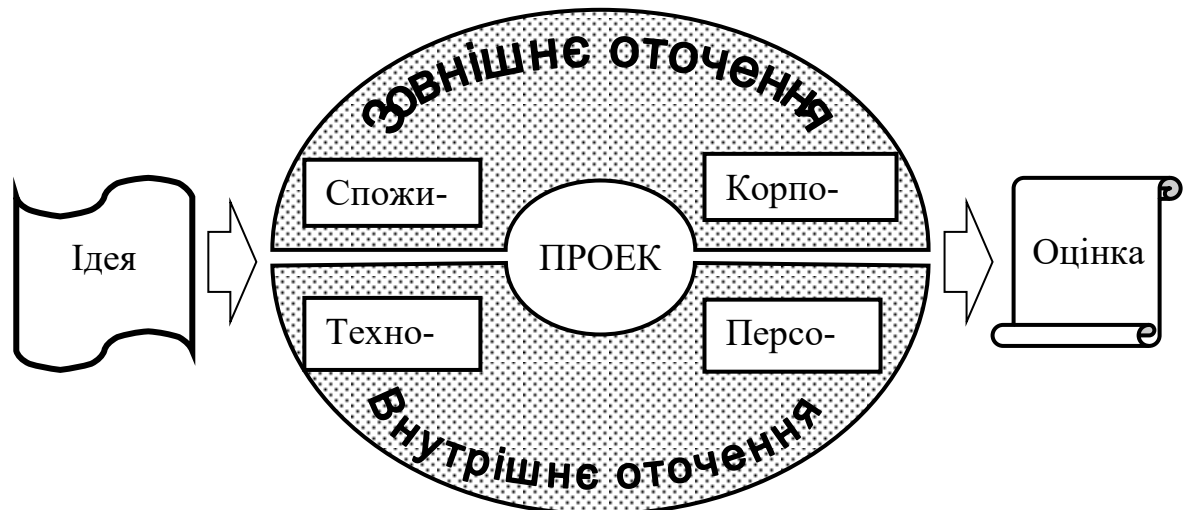 Зовнішнє оточення
Спожи-
Корпо-
Ідея
ПРОЕК
Оцінка
Техно-
Персо-
Внутрішнє оточення